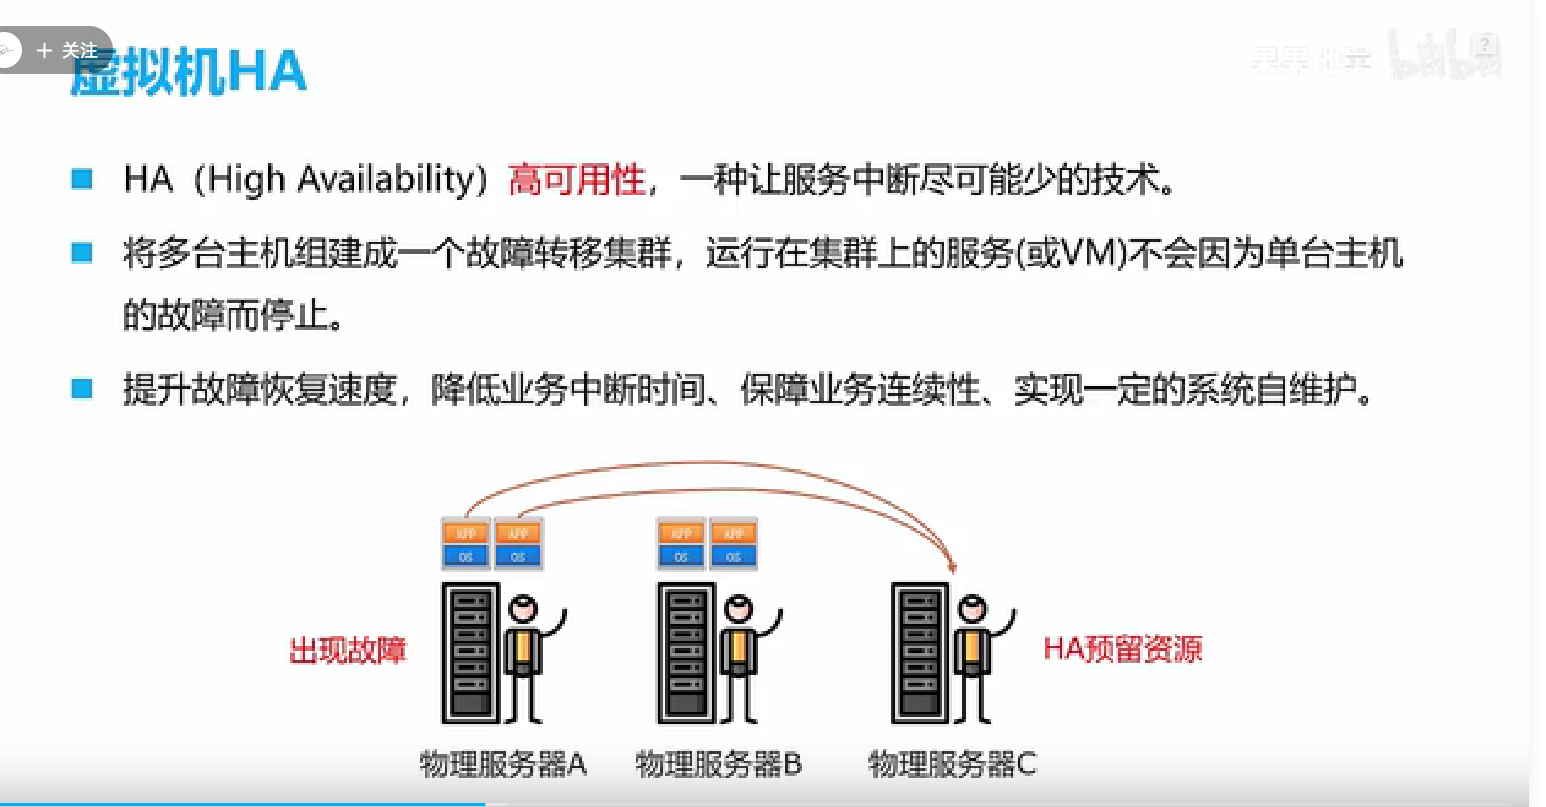 + 关注
虚拟机HA
bilibili
?
HA（High Availability）高可用性，一种让服务中断尽可能少的技术。
将多台主机组建成一个故障转移集群，运行在集群上的服务(或VM)不会因为单台主机
的故障而停止。
提升故障恢复速度，降低业务中断时间、保障业务连续性、实现一定的系统自维护。
APP APP APP APP
OS OS OS OS
出现故障
HA预留资源
物理服务器A 物理服务器B 物理服务器C